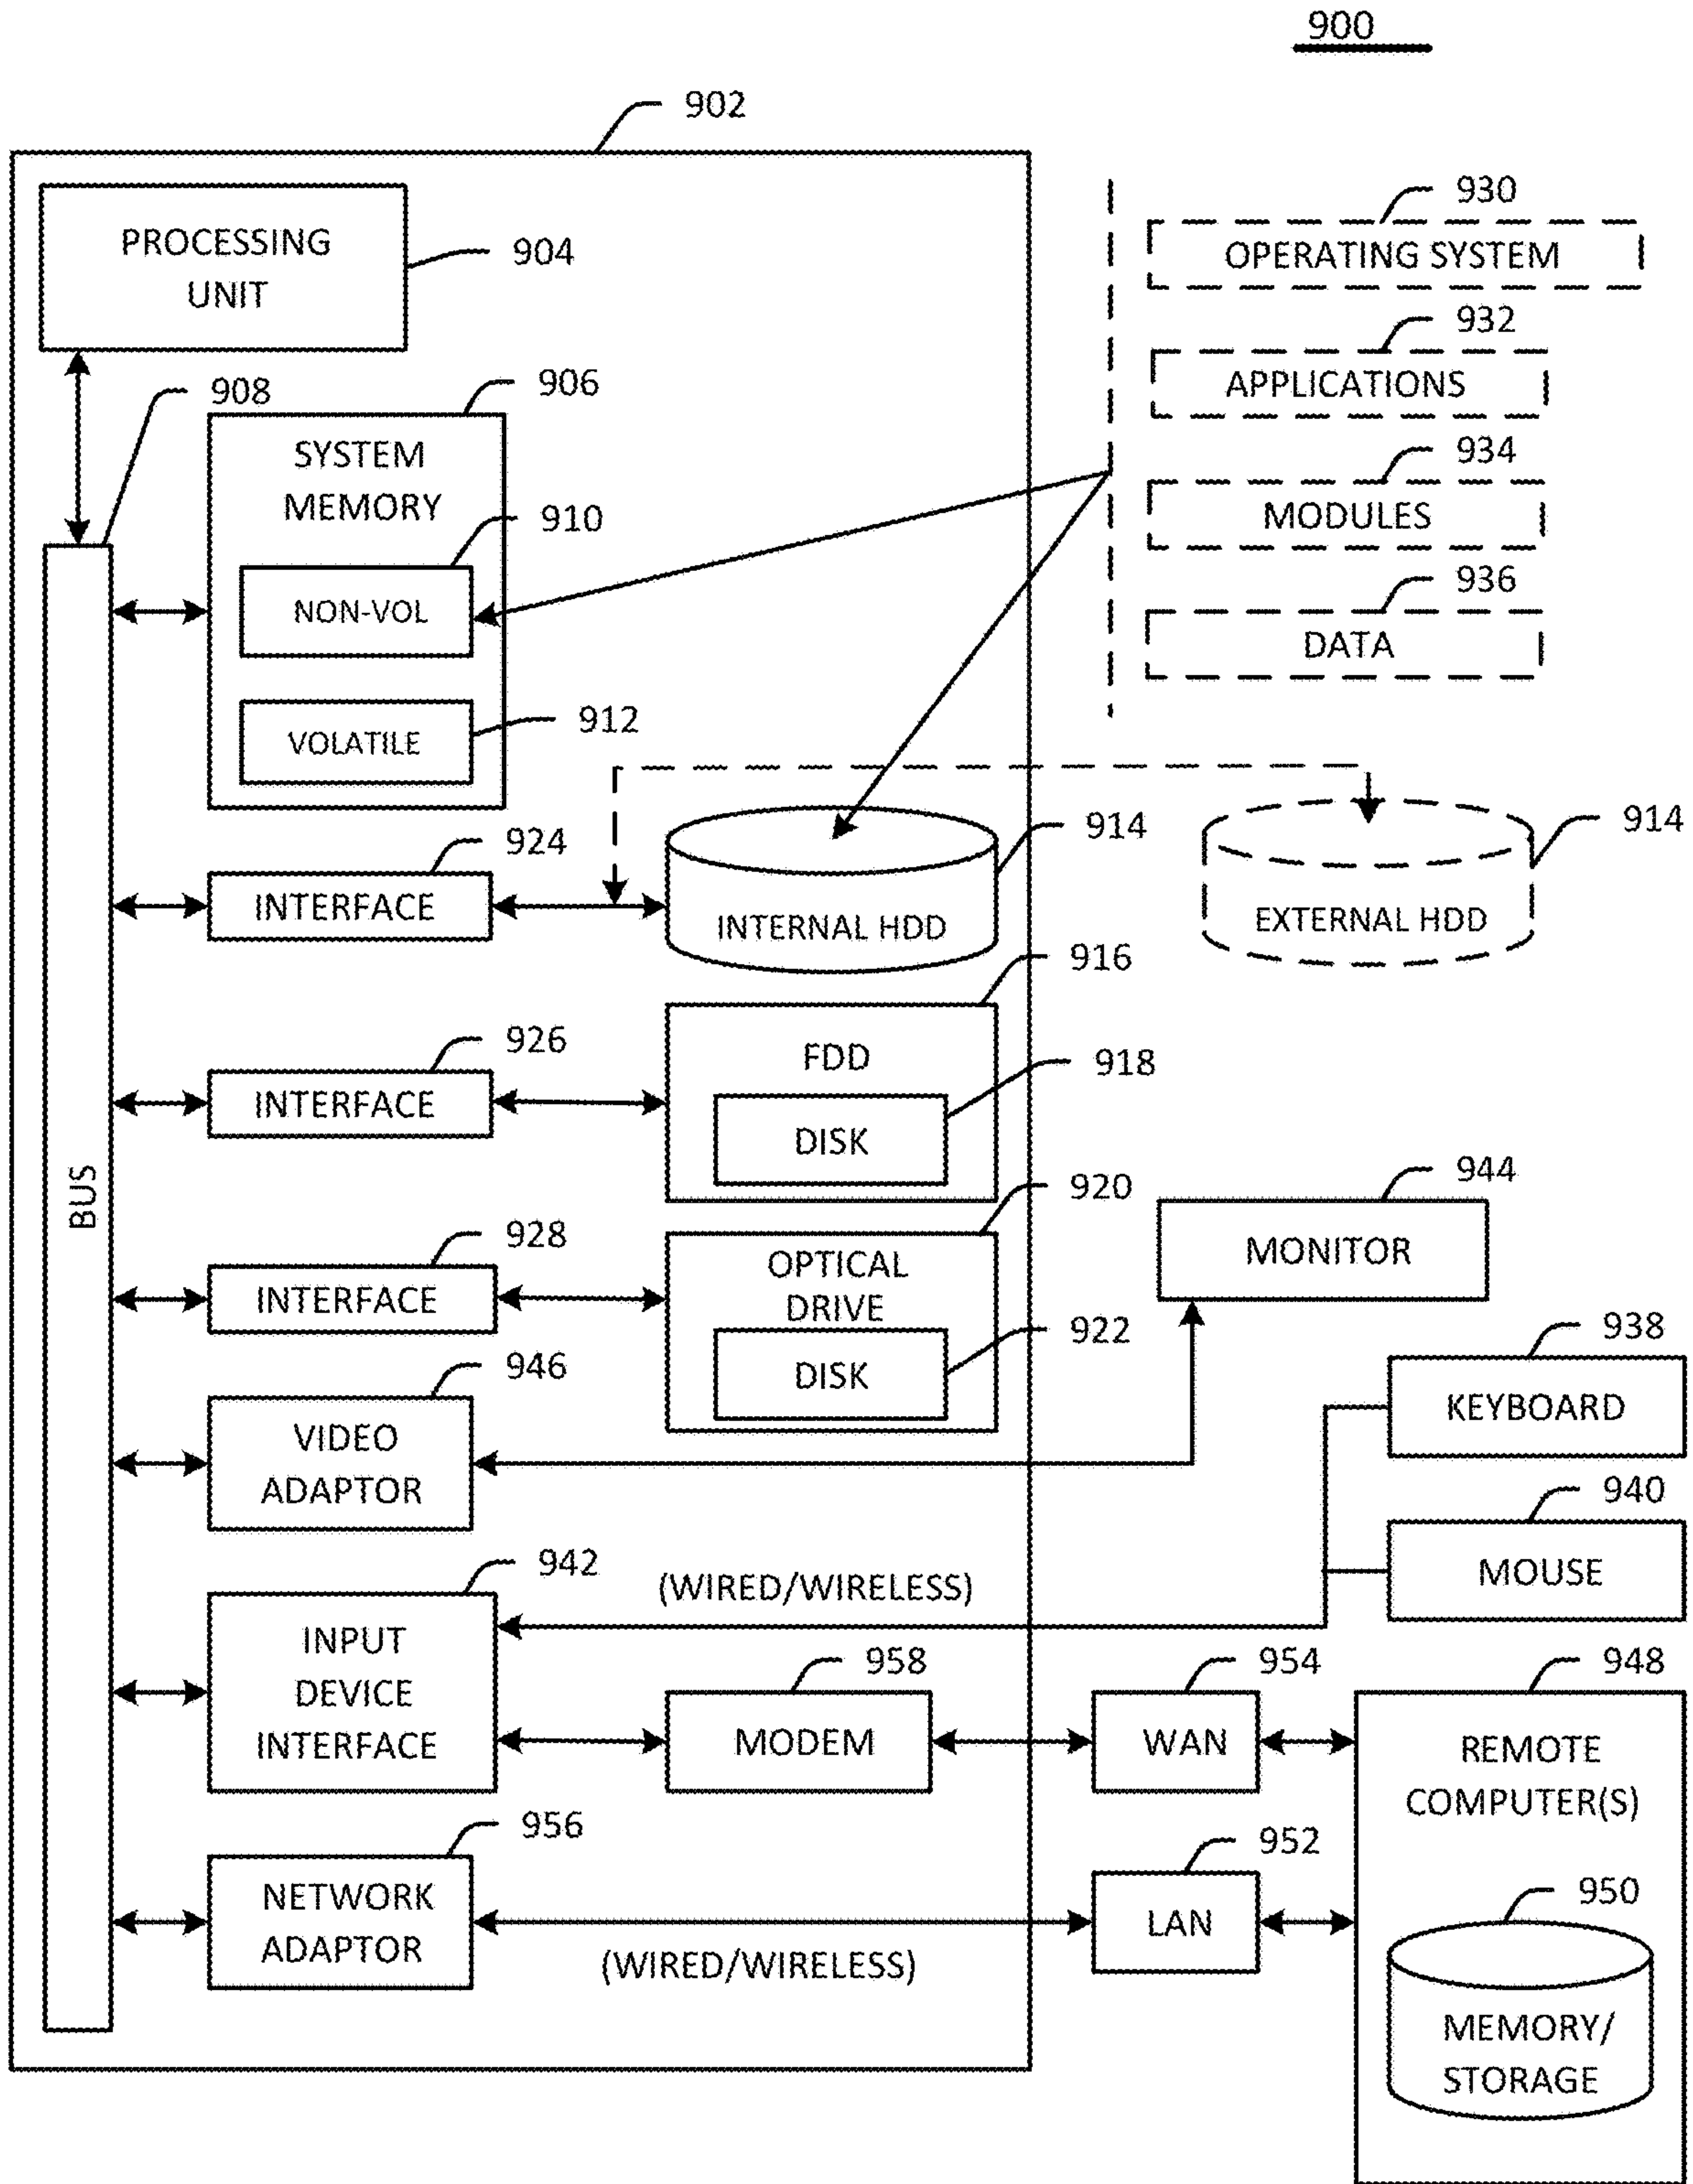 900
902
PROCESSING
UNIT
904
930
OPERATING SYSTEM
932
APPLICATIONS
934
MODULES
936
DATA
908
906
SYSTEM
MEMORY
910
NON-VOL
912
VOLATILE
924
INTERFACE
914
INTERNAL HDD
914
EXTERNAL HDD
916
FDD
918
DISK
926
INTERFACE
BUS
920
OPTICAL
DRIVE
922
DISK
928
INTERFACE
944
MONITOR
946
VIDEO
ADAPTOR
938
KEYBOARD
940
MOUSE
942
INPUT
DEVICE
INTERFACE
(WIRED/WIRELESS)
958
MODEM
954
WAN
948
REMOTE
COMPUTER(S)
956
NETWORK
ADAPTOR
(WIRED/WIRELESS)
952
LAN
950
MEMORY/
STORAGE